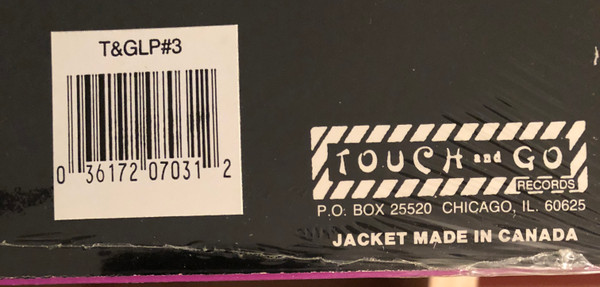 T&GLP#3
0 36172 07031 2
TOUCH and GO
RECORDS
P.O. BOX 25520 CHICAGO, IL. 60625
JACKET MADE IN CANADA